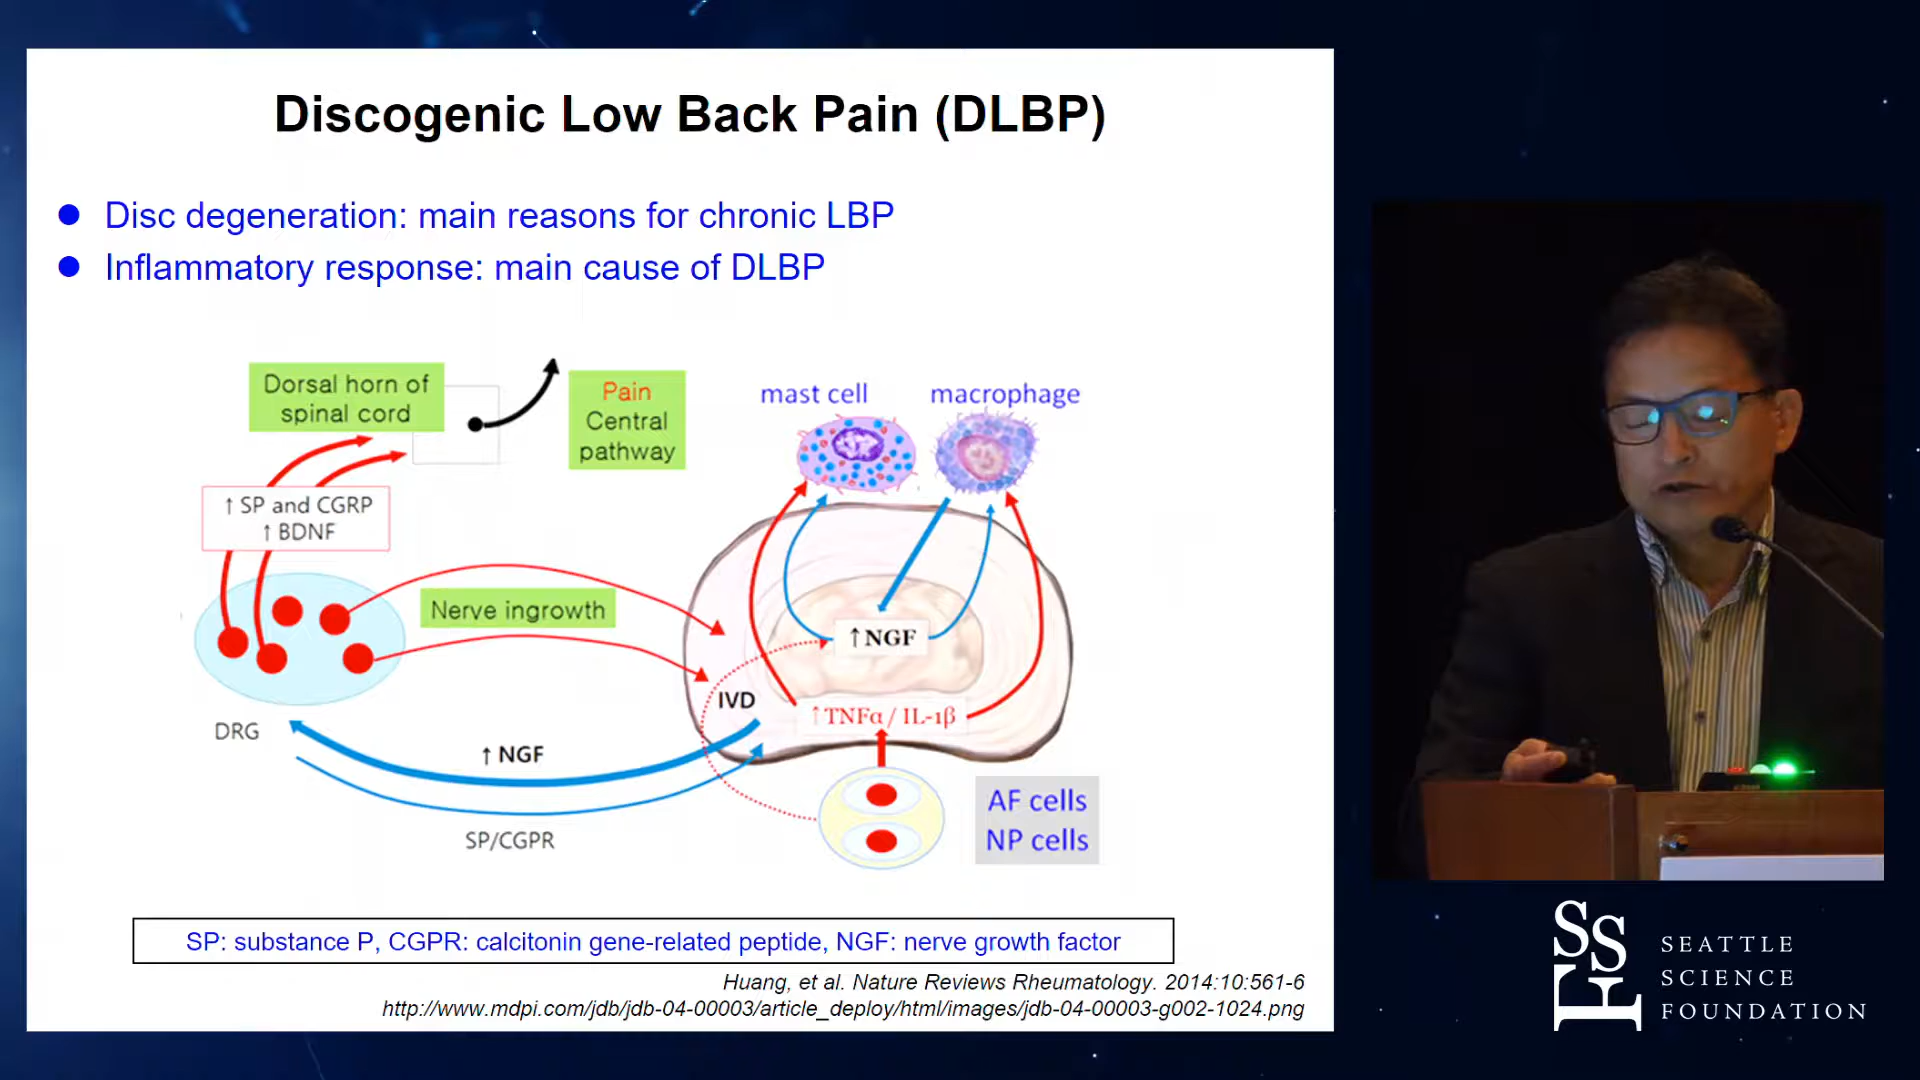 Discogenic Low Back Pain (DLBP)
Disc degeneration: main reasons for chronic LBP
Inflammatory response: main cause of DLBP
Dorsal horn of
spinal cord
Pain
Central
pathway
mast cell
macrophage
↑ SP and CGRP
↑ BDNF
Nerve ingrowth
↑ NGF
IVD
↑ TNFα / IL-1β
DRG
↑ NGF
SP/CGPR
AF cells
NP cells
SP: substance P, CGPR: calcitonin gene-related peptide, NGF: nerve growth factor
Huang, et al. Nature Reviews Rheumatology. 2014:10:561-6
http://www.mdpi.com/jdb/jdb-04-00003/article_deploy/html/images/jdb-04-00003-g002-1024.png
SSF
SEATTLE
SCIENCE
FOUNDATION